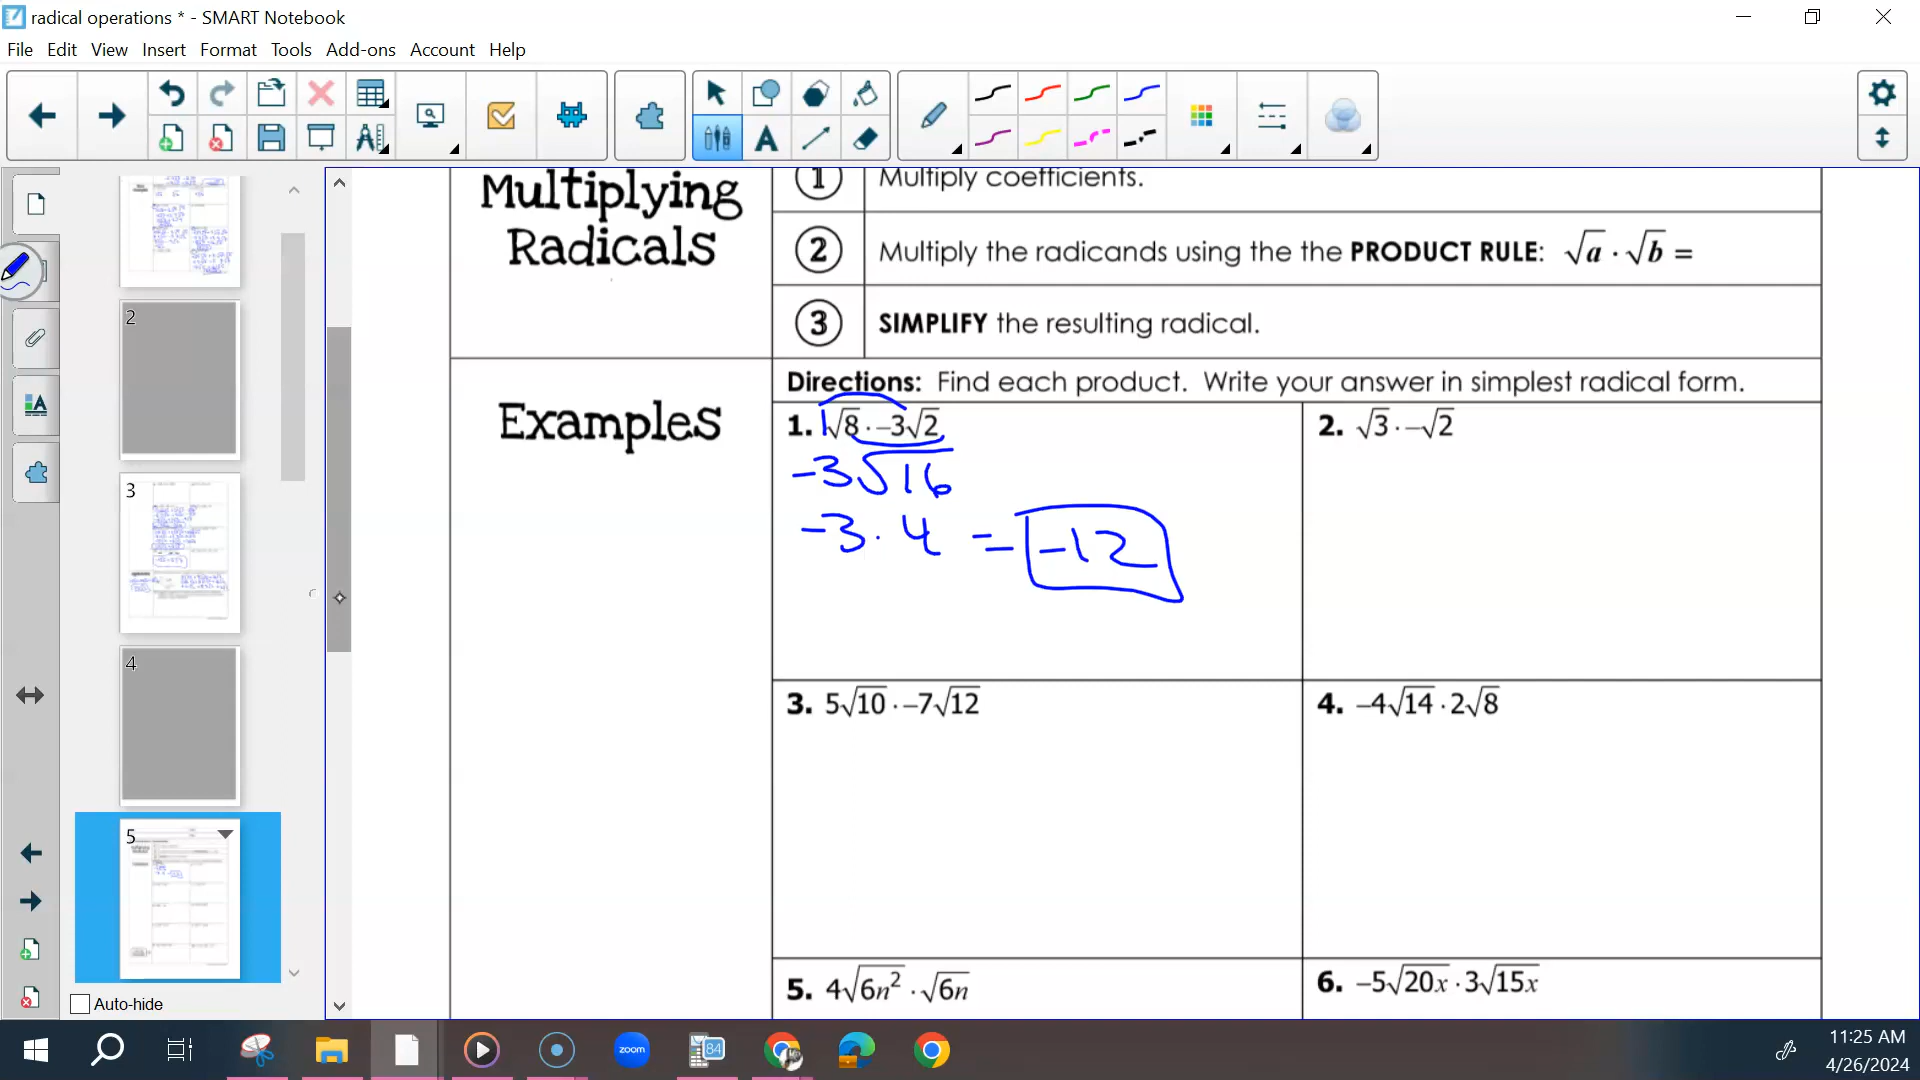 radical operations * - SMART Notebook
File Edit View Insert Format Tools Add-ons Account Help
2
3
4
5
Auto-hide
Multiplying
Radicals
1 Multiply coefficients.
2 Multiply the radicands using the the PRODUCT RULE: √a · √b =
3 SIMPLIFY the resulting radical.
Examples
Directions: Find each product. Write your answer in simplest radical form.
1. 1√8 · −3√2
-3√16
-3 · 4 = -12
2. √3 · −√2
3. 5√10 · −7√12
4. −4√14 · 2√8
5. 4√6n² · √6n
6. −5√20x · 3√15x
zoom
84
11:25 AM
4/26/2024